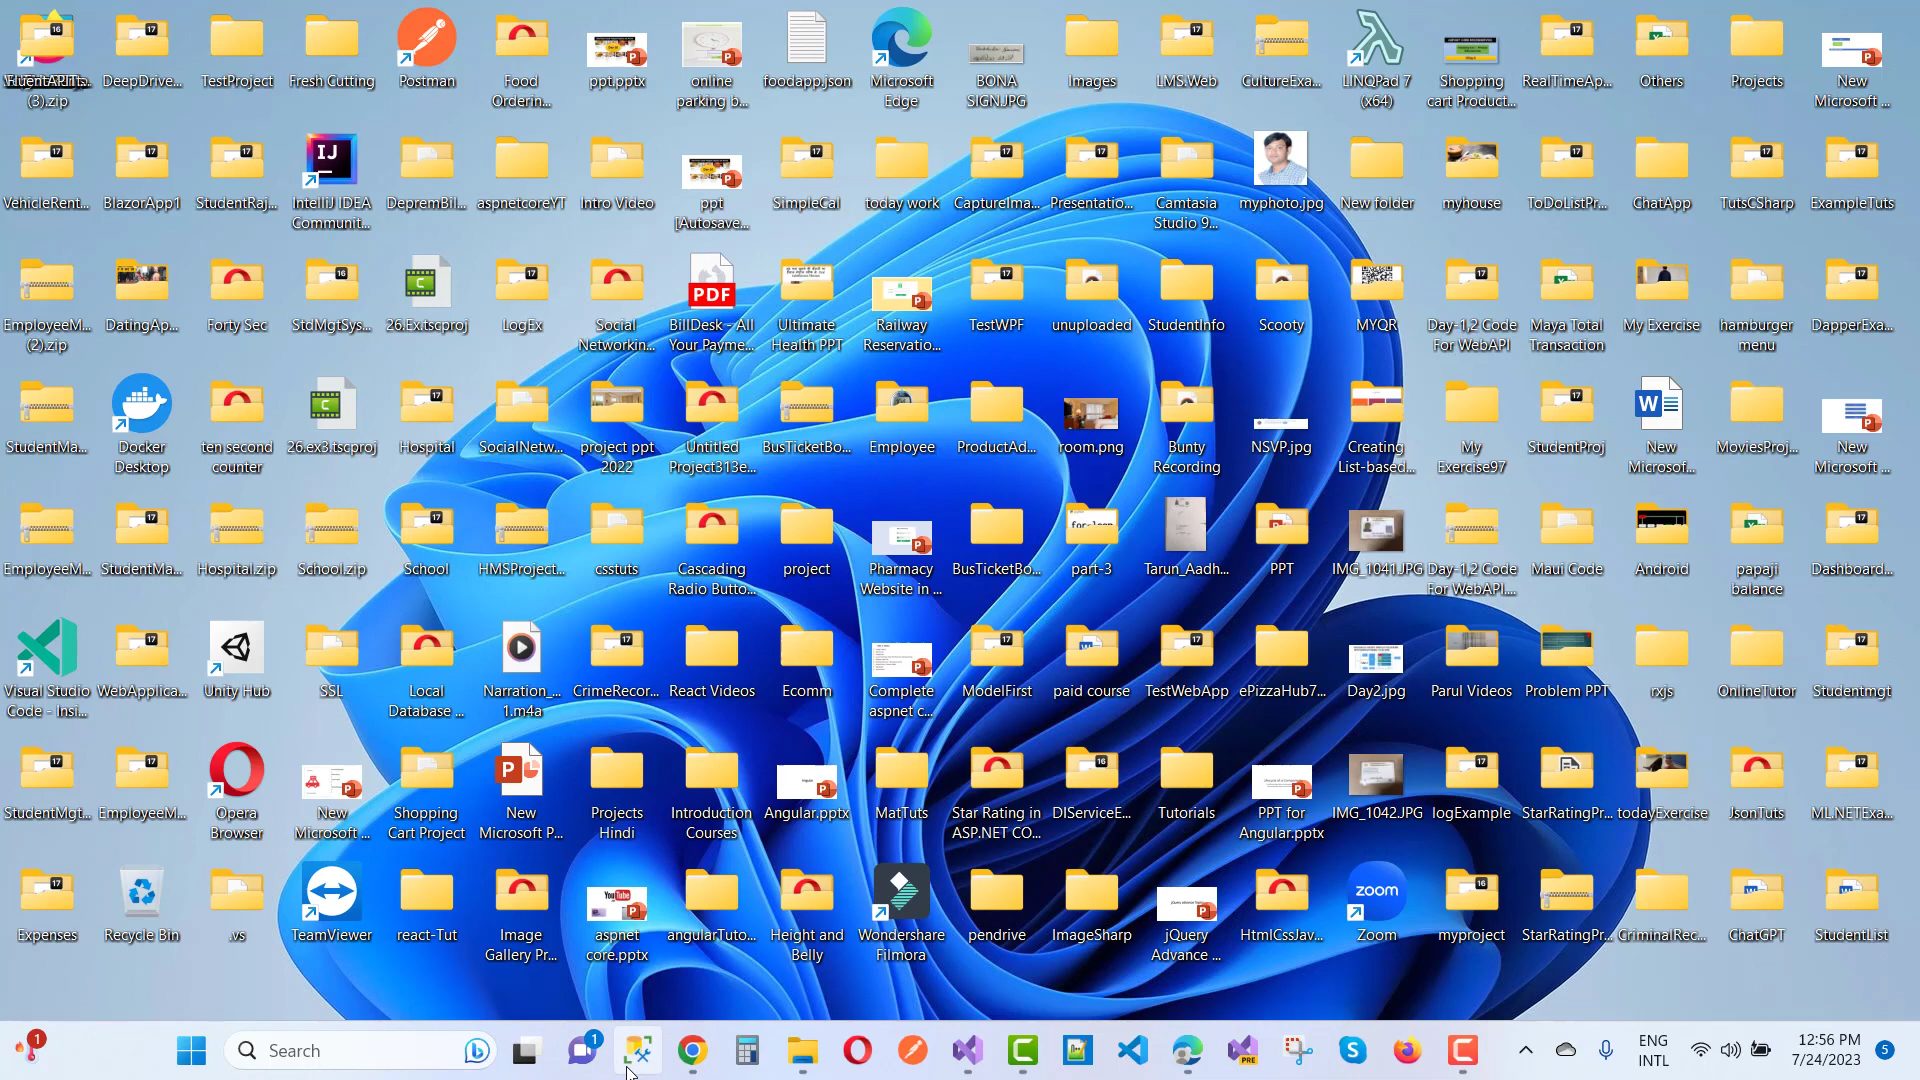 (3).zip
DeepDrive...
TestProject
Fresh Cutting
Postman
Food
Orderin...
ppt.pptx
online
parking b...
foodapp.json
Microsoft
Edge
BONA
SIGN.JPG
Images
LMS.Web
CultureExa...
LINQPad 7
(x64)
Shopping
cart Product...
RealTimeAp...
Others
Projects
New
Microsoft ...
VehicleRent...
BlazorApp1
StudentRaj...
IntelliJ IDEA
Communit...
DepremBil...
aspnetcoreYT
Intro Video
ppt
[Autosave...
SimpleCal
today work
CaptureIma...
Presentatio...
Camtasia
Studio 9...
myphoto.jpg
New folder
myhouse
ToDoListPr...
ChatApp
TutsCSharp
ExampleTuts
EmployeeM...
(2).zip
DatingAp...
Forty Sec
StdMgtSys...
26.Ex.tscproj
LogEx
Social
Networkin...
PDF
BillDesk - All
Your Payme...
Ultimate
Health PPT
Railway
Reservatio...
TestWPF
unuploaded
StudentInfo
Scooty
MYQR
Day-1,2 Code
For WebAPI
Maya Total
Transaction
My Exercise
hamburger
menu
DapperExa...
StudentMa...
Docker
Desktop
ten second
counter
26.ex3.tscproj
Hospital
SocialNetw...
project ppt
2022
Untitled
Project313e...
BusTicketBo...
Employee
ProductAd...
room.png
Bunty
Recording
NSVP.jpg
Creating
List-based...
My
Exercise97
StudentProj
New
Microsof...
MoviesProj...
New
Microsoft ...
EmployeeM...
StudentMa...
Hospital.zip
School.zip
School
HMSProject...
csstuts
Cascading
Radio Butto...
project
Pharmacy
Website in ...
BusTicketBo...
part-3
Tarun_Aadh...
PPT
IMG_1041.JPG
Day-1,2 Code
For WebAPI....
Maui Code
Android
papaji
balance
Dashboard...
Visual Studio
Code - Insi...
WebApplica...
Unity Hub
SSL
Local
Database ...
Narration_...
1.m4a
CrimeRecor...
React Videos
Ecomm
Complete
aspnet c...
ModelFirst
paid course
TestWebApp
ePizzaHub7...
Day2.jpg
Parul Videos
Problem PPT
rxjs
OnlineTutor
Studentmgt
StudentMgt...
EmployeeM...
Opera
Browser
New
Microsoft ...
Shopping
Cart Project
New
Microsoft P...
Projects
Hindi
Introduction
Courses
Angular.pptx
MatTuts
Star Rating in
ASP.NET CO...
DIServiceE...
Tutorials
PPT for
Angular.pptx
IMG_1042.JPG
logExample
StarRatingPr...
todayExercise
JsonTuts
ML.NETExa...
Expenses
Recycle Bin
.vs
TeamViewer
react-Tut
Image
Gallery Pr...
YouTube
aspnet
core.pptx
angularTuto...
Height and
Belly
Wondershare
Filmora
pendrive
ImageSharp
jQuery
Advance ...
HtmlCssJav...
zoom
Zoom
myproject
StarRatingPr...
CriminalRec...
ChatGPT
StudentList
1
Search
1
PRE
ENG
INTL
12:56 PM
7/24/2023
5